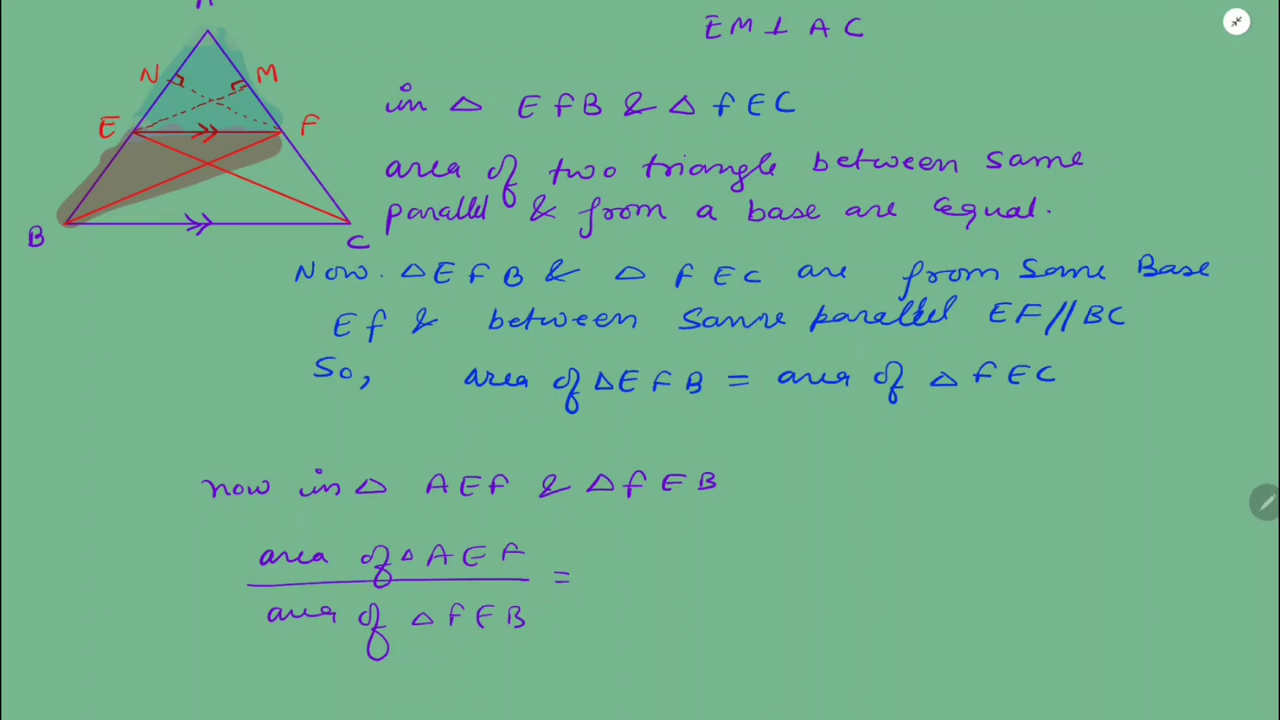 A
EM ⊥ AC
N
M
in △ EFB & △ FEC
E
F
area of two triangle between same
parallel & from a base are equal.
B
C
Now. △EFB & △ FEC are from same Base
EF & between same parallel EF//BC
So, area of △EFB = area of △ FEC
now in △ AEF & △FEB
area of △AEF
=
area of △FEB